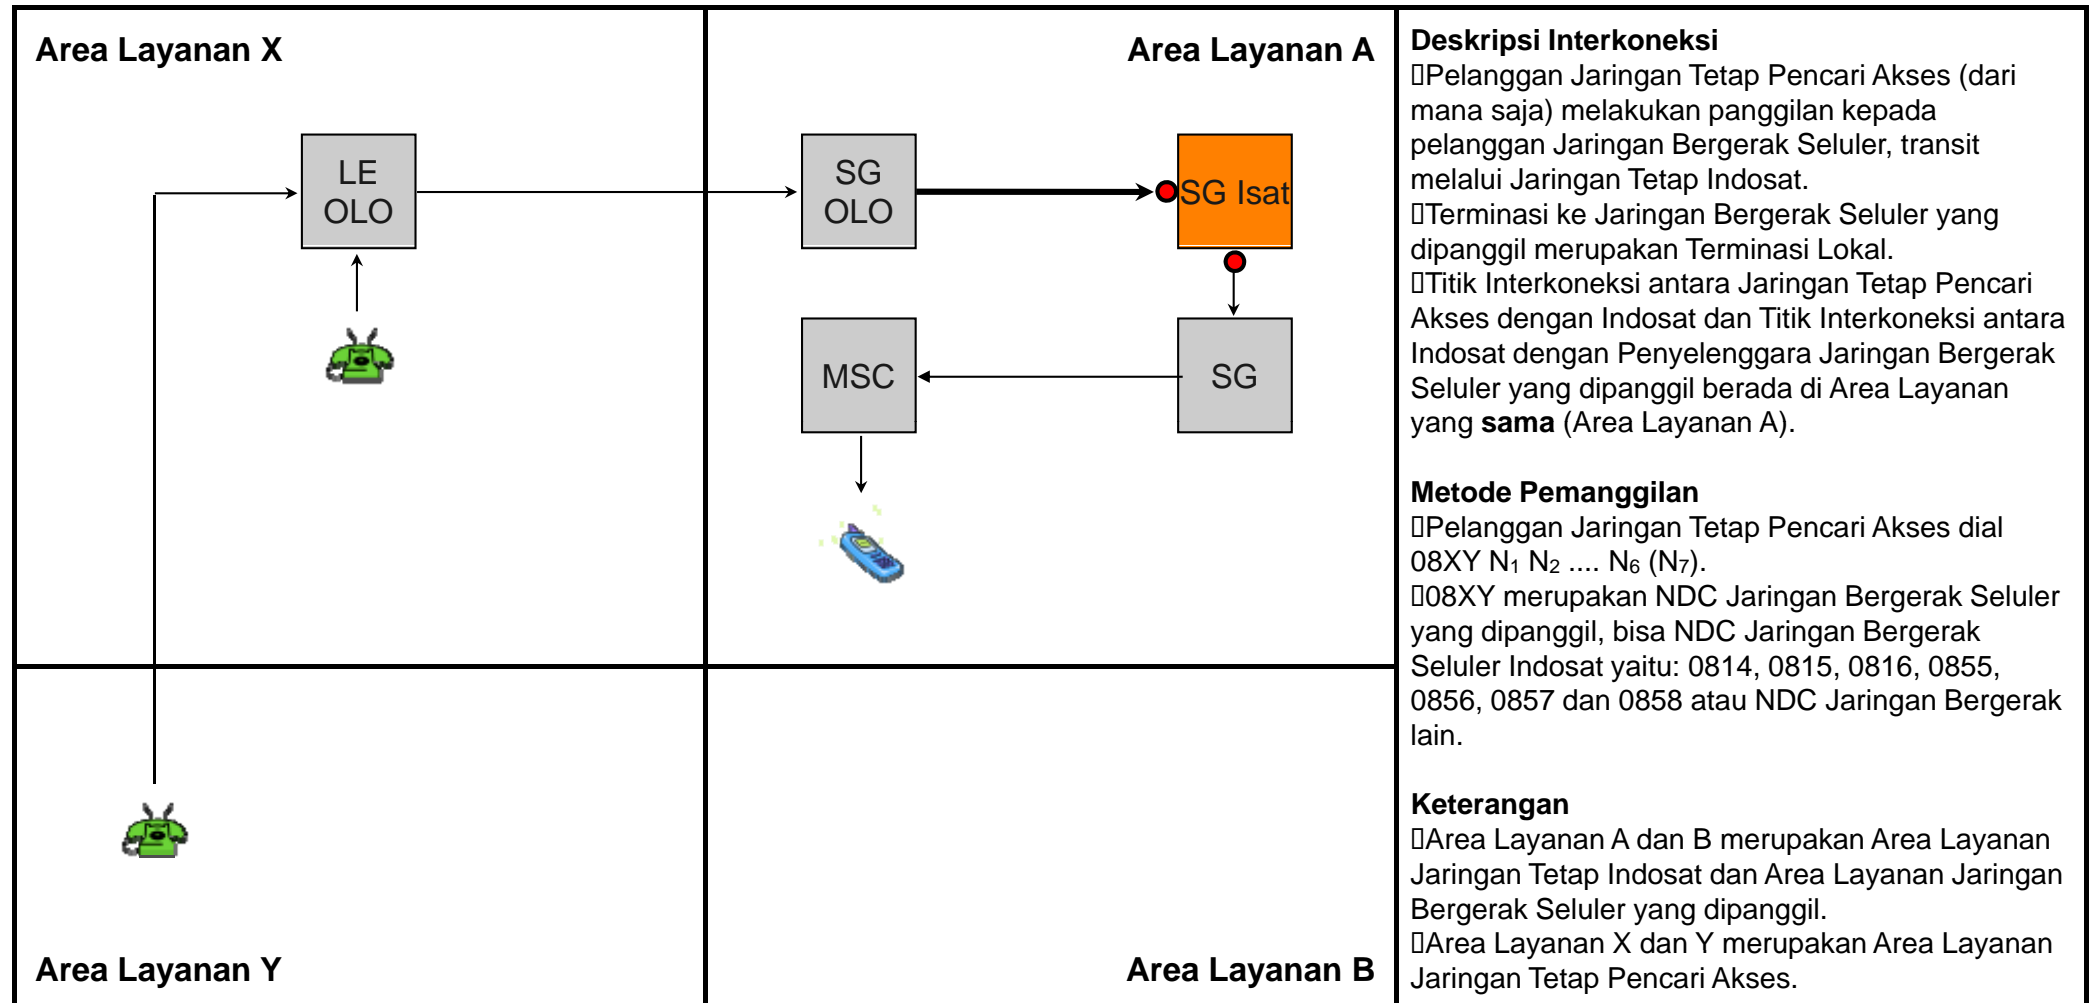 Area Layanan X
Area Layanan A
LE
OLO
SG
OLO
SG Isat
MSC
SG
Area Layanan Y
Area Layanan B
Deskripsi Interkoneksi
▯Pelanggan Jaringan Tetap Pencari Akses (dari
mana saja) melakukan panggilan kepada
pelanggan Jaringan Bergerak Seluler, transit
melalui Jaringan Tetap Indosat.
▯Terminasi ke Jaringan Bergerak Seluler yang
dipanggil merupakan Terminasi Lokal.
▯Titik Interkoneksi antara Jaringan Tetap Pencari
Akses dengan Indosat dan Titik Interkoneksi antara
Indosat dengan Penyelenggara Jaringan Bergerak
Seluler yang dipanggil berada di Area Layanan
yang sama (Area Layanan A).
Metode Pemanggilan
▯Pelanggan Jaringan Tetap Pencari Akses dial
08XY N₁ N₂ .... N₆ (N₇).
▯08XY merupakan NDC Jaringan Bergerak Seluler
yang dipanggil, bisa NDC Jaringan Bergerak
Seluler Indosat yaitu: 0814, 0815, 0816, 0855,
0856, 0857 dan 0858 atau NDC Jaringan Bergerak
lain.
Keterangan
▯Area Layanan A dan B merupakan Area Layanan
Jaringan Tetap Indosat dan Area Layanan Jaringan
Bergerak Seluler yang dipanggil.
▯Area Layanan X dan Y merupakan Area Layanan
Jaringan Tetap Pencari Akses.